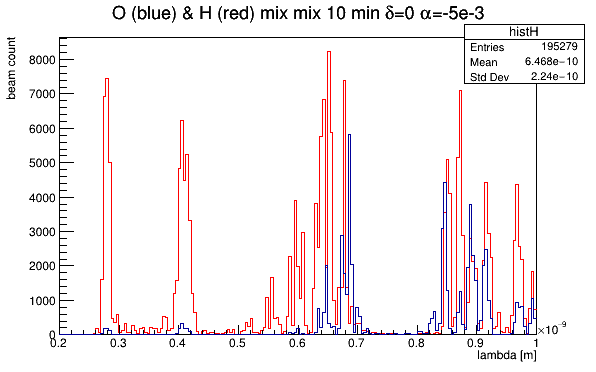 O (blue) & H (red) mix mix 10 min δ=0 α=-5e-3
histH
Entries 195279
Mean 6.468e-10
Std Dev 2.24e-10
beam count
8000
7000
6000
5000
4000
3000
2000
1000
0
0.2 0.3 0.4 0.5 0.6 0.7 0.8 0.9 1
×10⁻⁹
lambda [m]